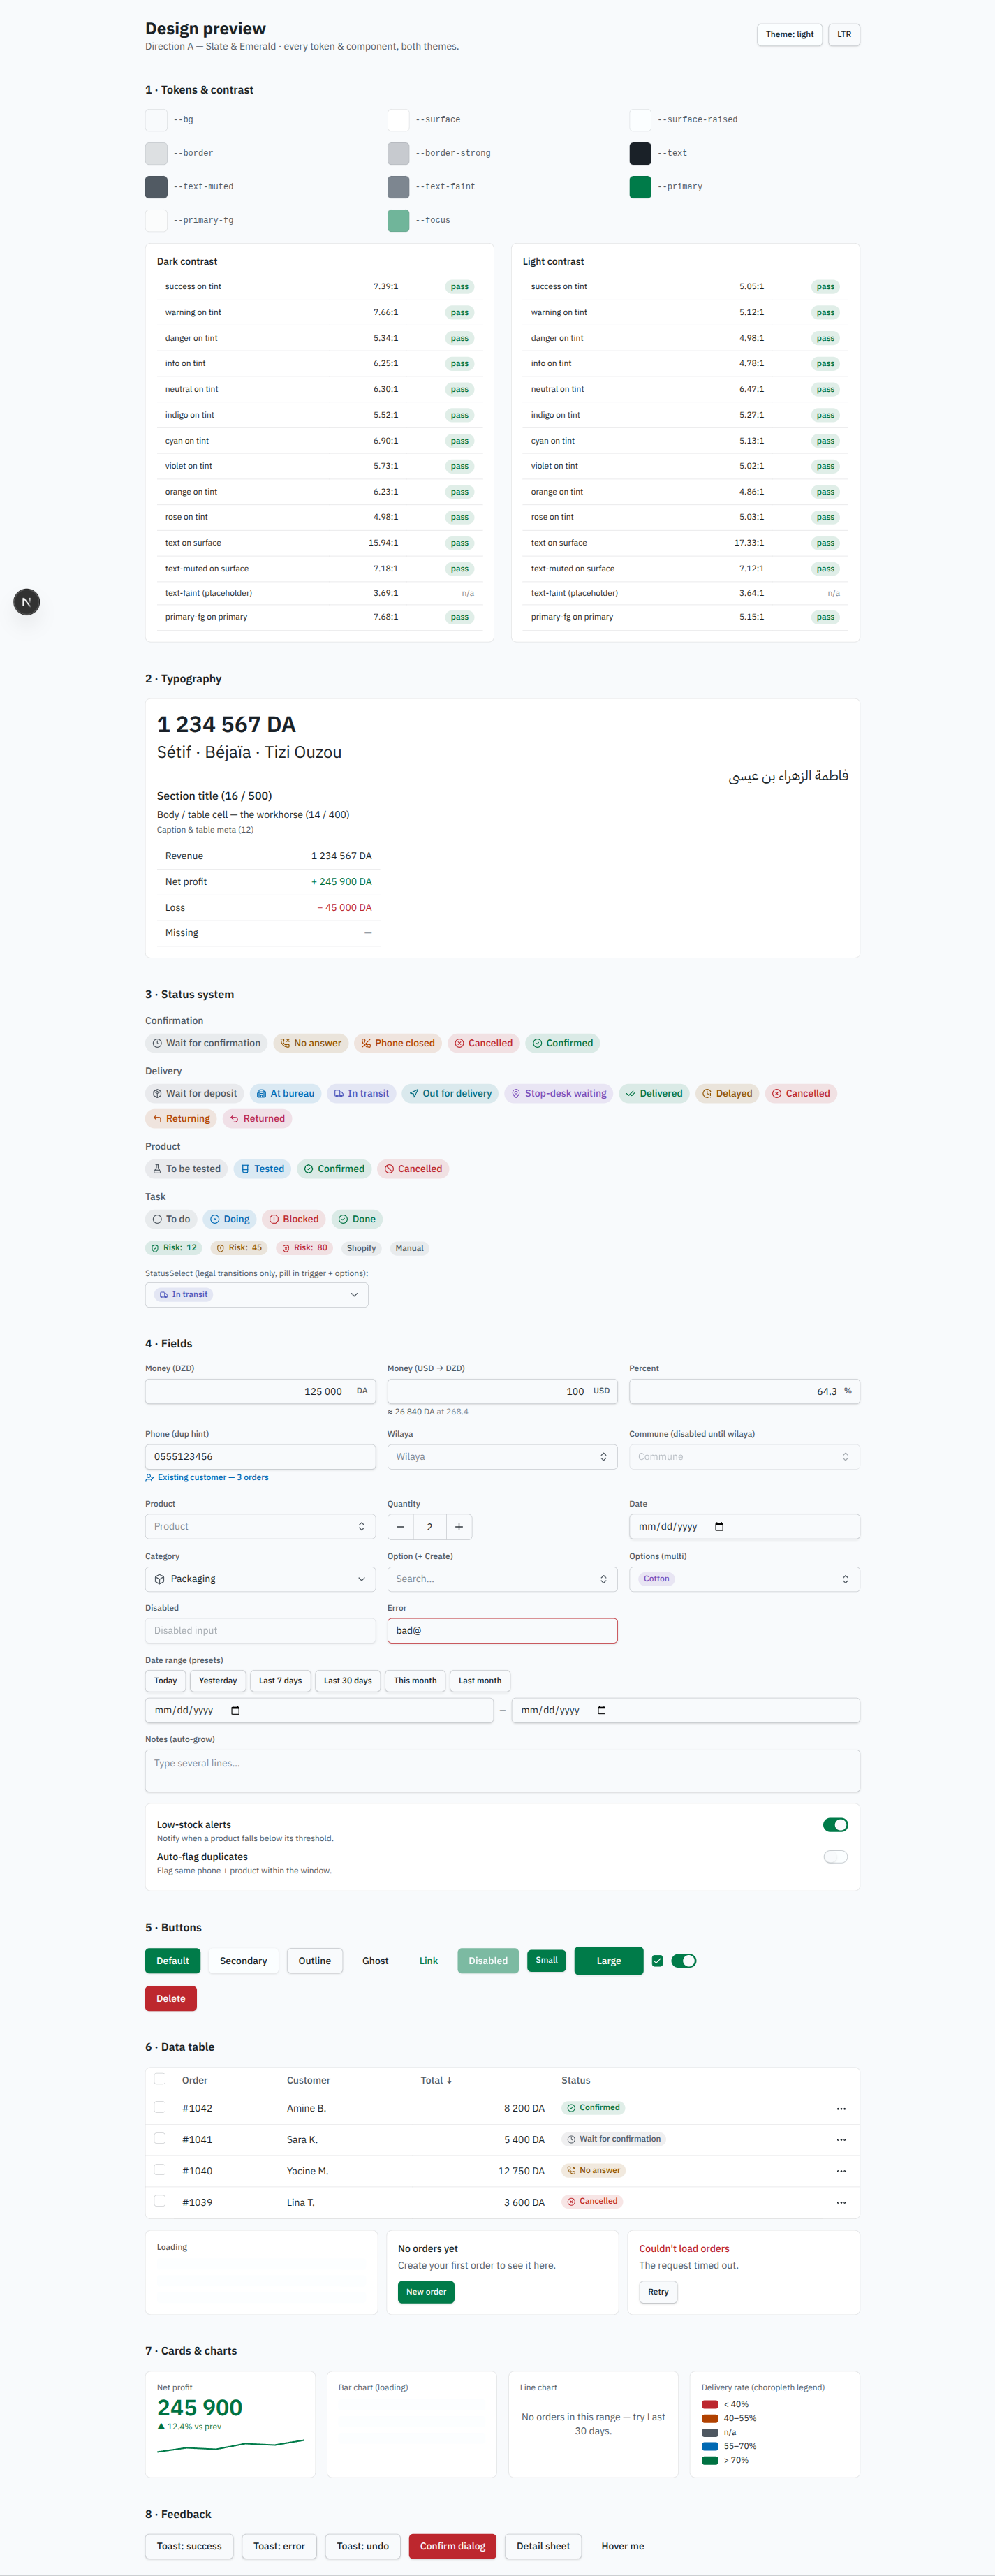 Design preview
Direction A — Slate & Emerald · every token & component, both themes.
Theme: light
LTR
1 · Tokens & contrast
--bg
--surface
--surface-raised
--border
--border-strong
--text
--text-muted
--text-faint
--primary
--primary-fg
--focus
Dark contrast
success on tint 7.39:1 pass
warning on tint 7.66:1 pass
danger on tint 5.34:1 pass
info on tint 6.25:1 pass
neutral on tint 6.30:1 pass
indigo on tint 5.52:1 pass
cyan on tint 6.90:1 pass
violet on tint 5.73:1 pass
orange on tint 6.23:1 pass
rose on tint 4.98:1 pass
text on surface 15.94:1 pass
text-muted on surface 7.18:1 pass
text-faint (placeholder) 3.69:1 n/a
primary-fg on primary 7.68:1 pass
Light contrast
success on tint 5.05:1 pass
warning on tint 5.12:1 pass
danger on tint 4.98:1 pass
info on tint 4.78:1 pass
neutral on tint 6.47:1 pass
indigo on tint 5.27:1 pass
cyan on tint 5.13:1 pass
violet on tint 5.02:1 pass
orange on tint 4.86:1 pass
rose on tint 5.03:1 pass
text on surface 17.33:1 pass
text-muted on surface 7.12:1 pass
text-faint (placeholder) 3.64:1 n/a
primary-fg on primary 5.15:1 pass
N
2 · Typography
1 234 567 DA
Sétif · Béjaïa · Tizi Ouzou
فاطمة الزهراء بن عيسى
Section title (16 / 500)
Body / table cell — the workhorse (14 / 400)
Caption & table meta (12)
Revenue 1 234 567 DA
Net profit + 245 900 DA
Loss − 45 000 DA
Missing —
3 · Status system
Confirmation
Wait for confirmation No answer Phone closed Cancelled Confirmed
Delivery
Wait for deposit At bureau In transit Out for delivery Stop-desk waiting Delivered Delayed Cancelled
Returning Returned
Product
To be tested Tested Confirmed Cancelled
Task
To do Doing Blocked Done
Risk: 12 Risk: 45 Risk: 80 Shopify Manual
StatusSelect (legal transitions only, pill in trigger + options):
In transit
4 · Fields
Money (DZD) Money (USD → DZD) Percent
125 000 DA 100 USD 64.3 %
≈ 26 840 DA at 268.4
Phone (dup hint) Wilaya Commune (disabled until wilaya)
0555123456 Wilaya Commune
Existing customer — 3 orders
Product Quantity Date
Product − 2 + mm/dd/yyyy
Category Option (+ Create) Options (multi)
Packaging Search... Cotton
Disabled Error
Disabled input bad@
Date range (presets)
Today Yesterday Last 7 days Last 30 days This month Last month
mm/dd/yyyy – mm/dd/yyyy
Notes (auto-grow)
Type several lines...
Low-stock alerts
Notify when a product falls below its threshold.
Auto-flag duplicates
Flag same phone + product within the window.
5 · Buttons
Default Secondary Outline Ghost Link Disabled Small Large
Delete
6 · Data table
Order Customer Total ↓ Status
#1042 Amine B. 8 200 DA Confirmed
#1041 Sara K. 5 400 DA Wait for confirmation
#1040 Yacine M. 12 750 DA No answer
#1039 Lina T. 3 600 DA Cancelled
Loading
No orders yet
Create your first order to see it here.
New order
Couldn't load orders
The request timed out.
Retry
7 · Cards & charts
Net profit
245 900
▲ 12.4% vs prev
Bar chart (loading)
Line chart
No orders in this range — try Last
30 days.
Delivery rate (choropleth legend)
< 40%
40–55%
n/a
55–70%
> 70%
8 · Feedback
Toast: success Toast: error Toast: undo Confirm dialog Detail sheet Hover me